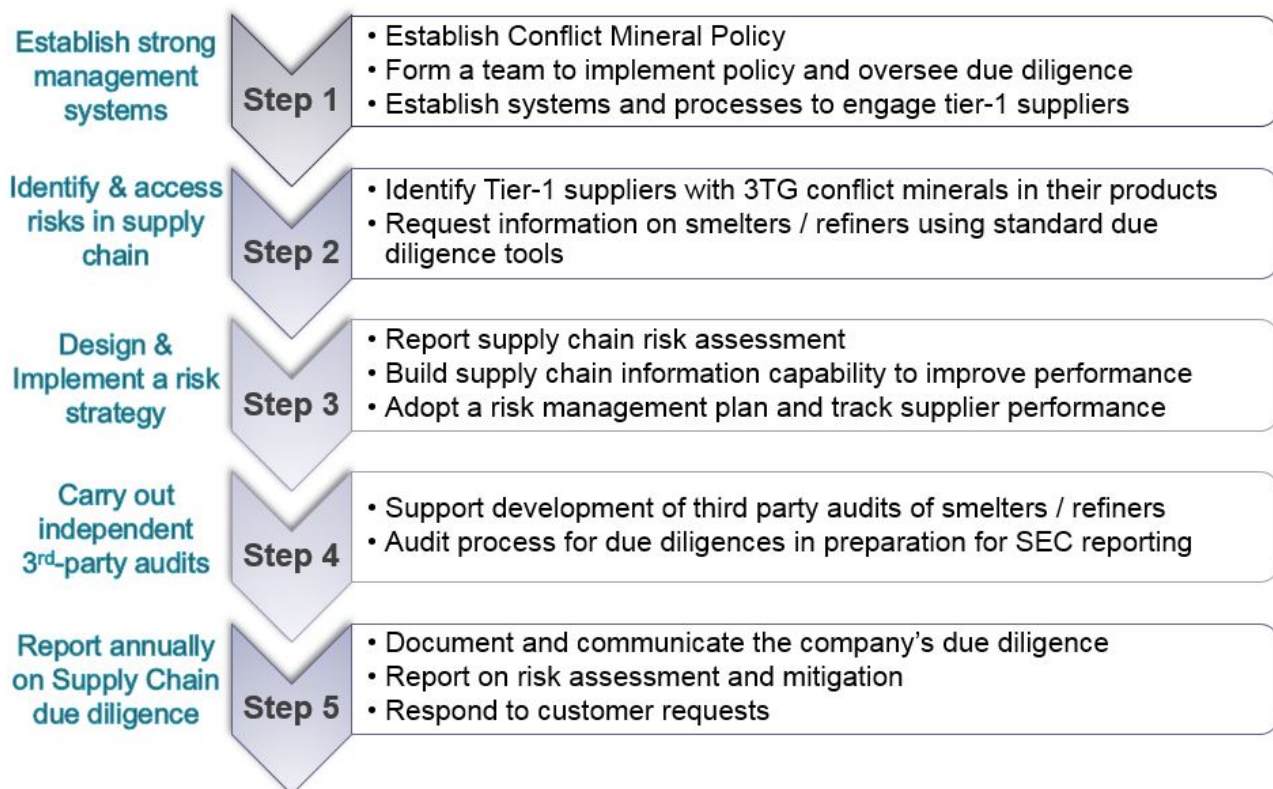 Establish strong
management
systems
Step 1
• Establish Conflict Mineral Policy
• Form a team to implement policy and oversee due diligence
• Establish systems and processes to engage tier-1 suppliers
Identify & access
risks in supply
chain
Step 2
• Identify Tier-1 suppliers with 3TG conflict minerals in their products
• Request information on smelters / refiners using standard due
diligence tools
Design &
Implement a risk
strategy
Step 3
• Report supply chain risk assessment
• Build supply chain information capability to improve performance
• Adopt a risk management plan and track supplier performance
Carry out
independent
3rd-party audits
Step 4
• Support development of third party audits of smelters / refiners
• Audit process for due diligences in preparation for SEC reporting
Report annually
on Supply Chain
due diligence
Step 5
• Document and communicate the company’s due diligence
• Report on risk assessment and mitigation
• Respond to customer requests